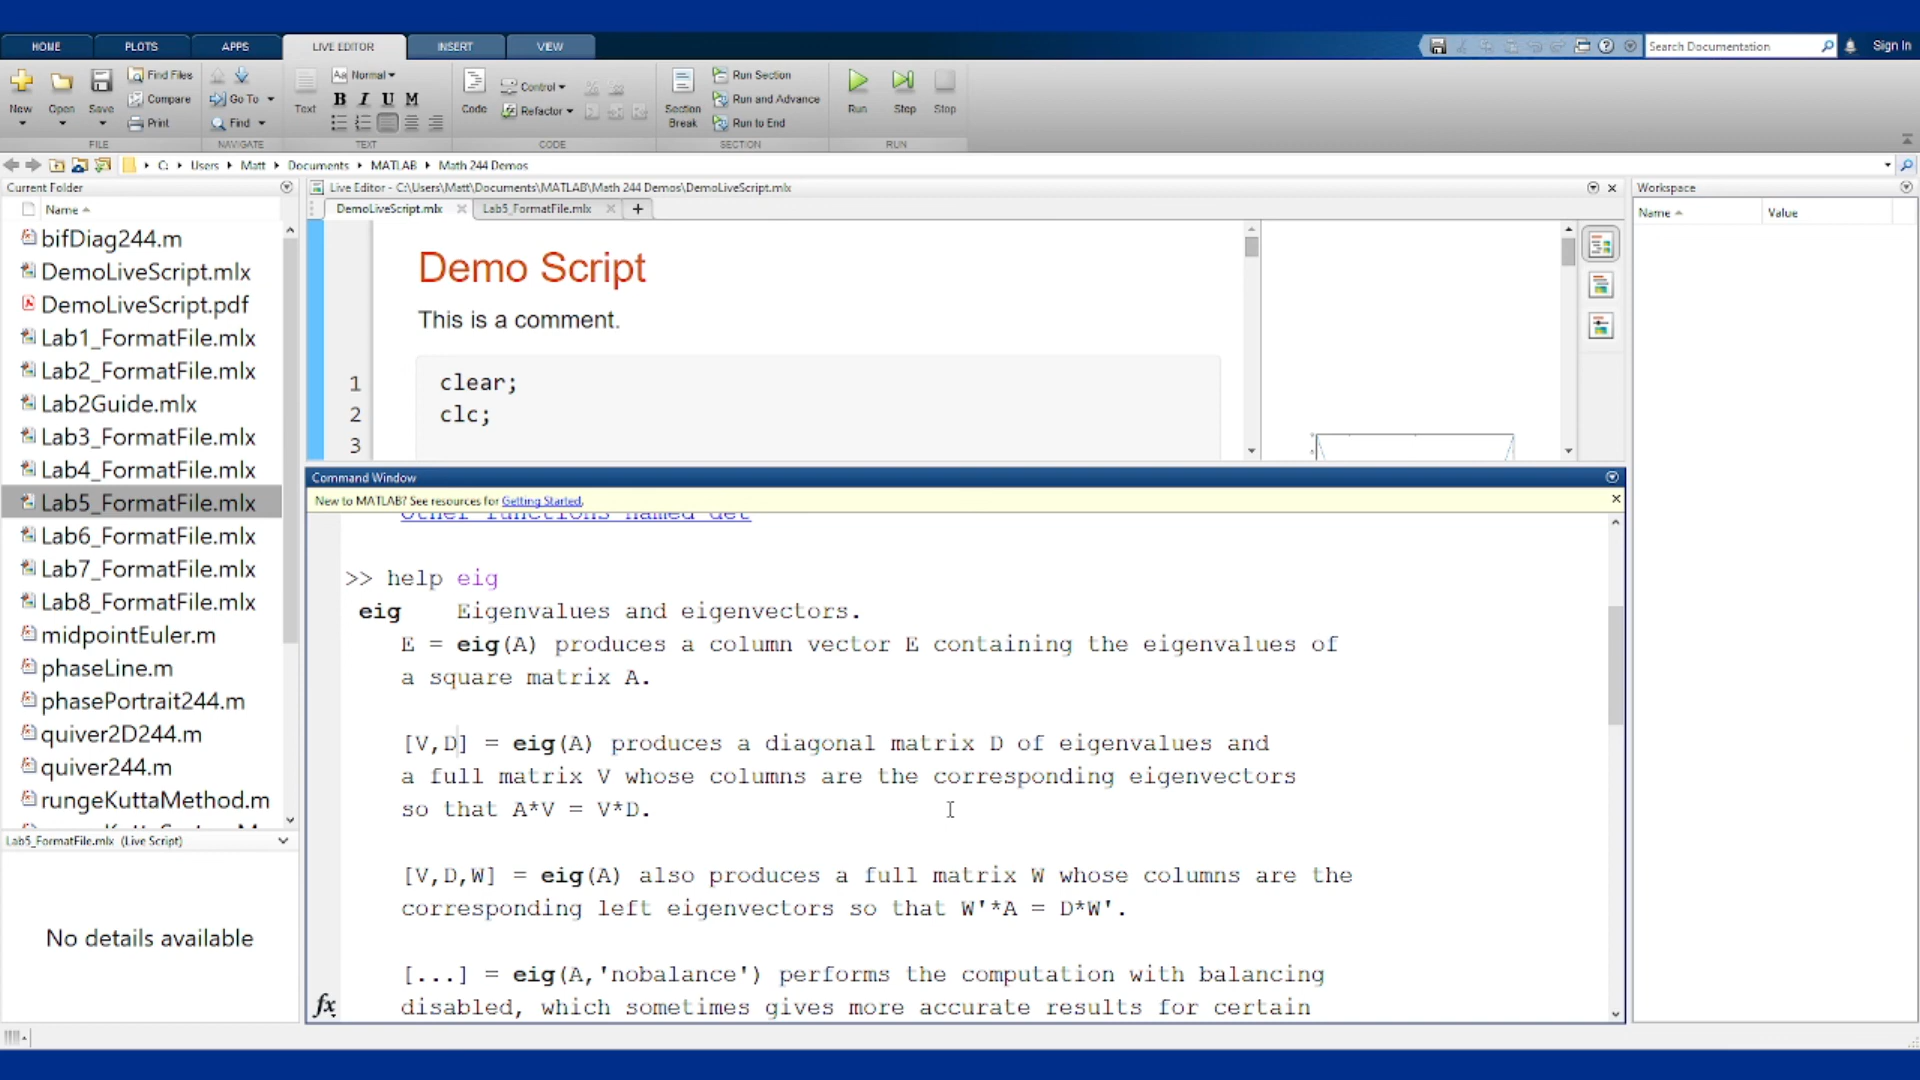 HOME PLOTS APPS LIVE EDITOR INSERT VIEW
Search Documentation Sign In
New Open Save
Find Files
Compare
Print
FILE
Go To
Find
NAVIGATE
Text
Aa Normal
B I U M
TEXT
Code
Control
Refactor
CODE
Section Break
Run Section
Run and Advance
Run to End
SECTION
Run Step Stop
RUN
C: Users Matt Documents MATLAB Math 244 Demos
Current Folder
Name
bifDiag244.m
DemoLiveScript.mlx
DemoLiveScript.pdf
Lab1_FormatFile.mlx
Lab2_FormatFile.mlx
Lab2Guide.mlx
Lab3_FormatFile.mlx
Lab4_FormatFile.mlx
Lab5_FormatFile.mlx
Lab6_FormatFile.mlx
Lab7_FormatFile.mlx
Lab8_FormatFile.mlx
midpointEuler.m
phaseLine.m
phasePortrait244.m
quiver2D244.m
quiver244.m
rungeKuttaMethod.m
Lab5_FormatFile.mlx (Live Script)
No details available
Live Editor - C:\Users\Matt\Documents\MATLAB\Math 244 Demos\DemoLiveScript.mlx
DemoLiveScript.mlx Lab5_FormatFile.mlx +
Demo Script
This is a comment.
1 clear;
2 clc;
3
Command Window
New to MATLAB? See resources for Getting Started.
Other functions named det
>> help eig
eig Eigenvalues and eigenvectors.
E = eig(A) produces a column vector E containing the eigenvalues of
a square matrix A.
[V,D] = eig(A) produces a diagonal matrix D of eigenvalues and
a full matrix V whose columns are the corresponding eigenvectors
so that A*V = V*D.
[V,D,W] = eig(A) also produces a full matrix W whose columns are the
corresponding left eigenvectors so that W'*A = D*W'.
[...] = eig(A,'nobalance') performs the computation with balancing
disabled, which sometimes gives more accurate results for certain
fx
Workspace
Name Value